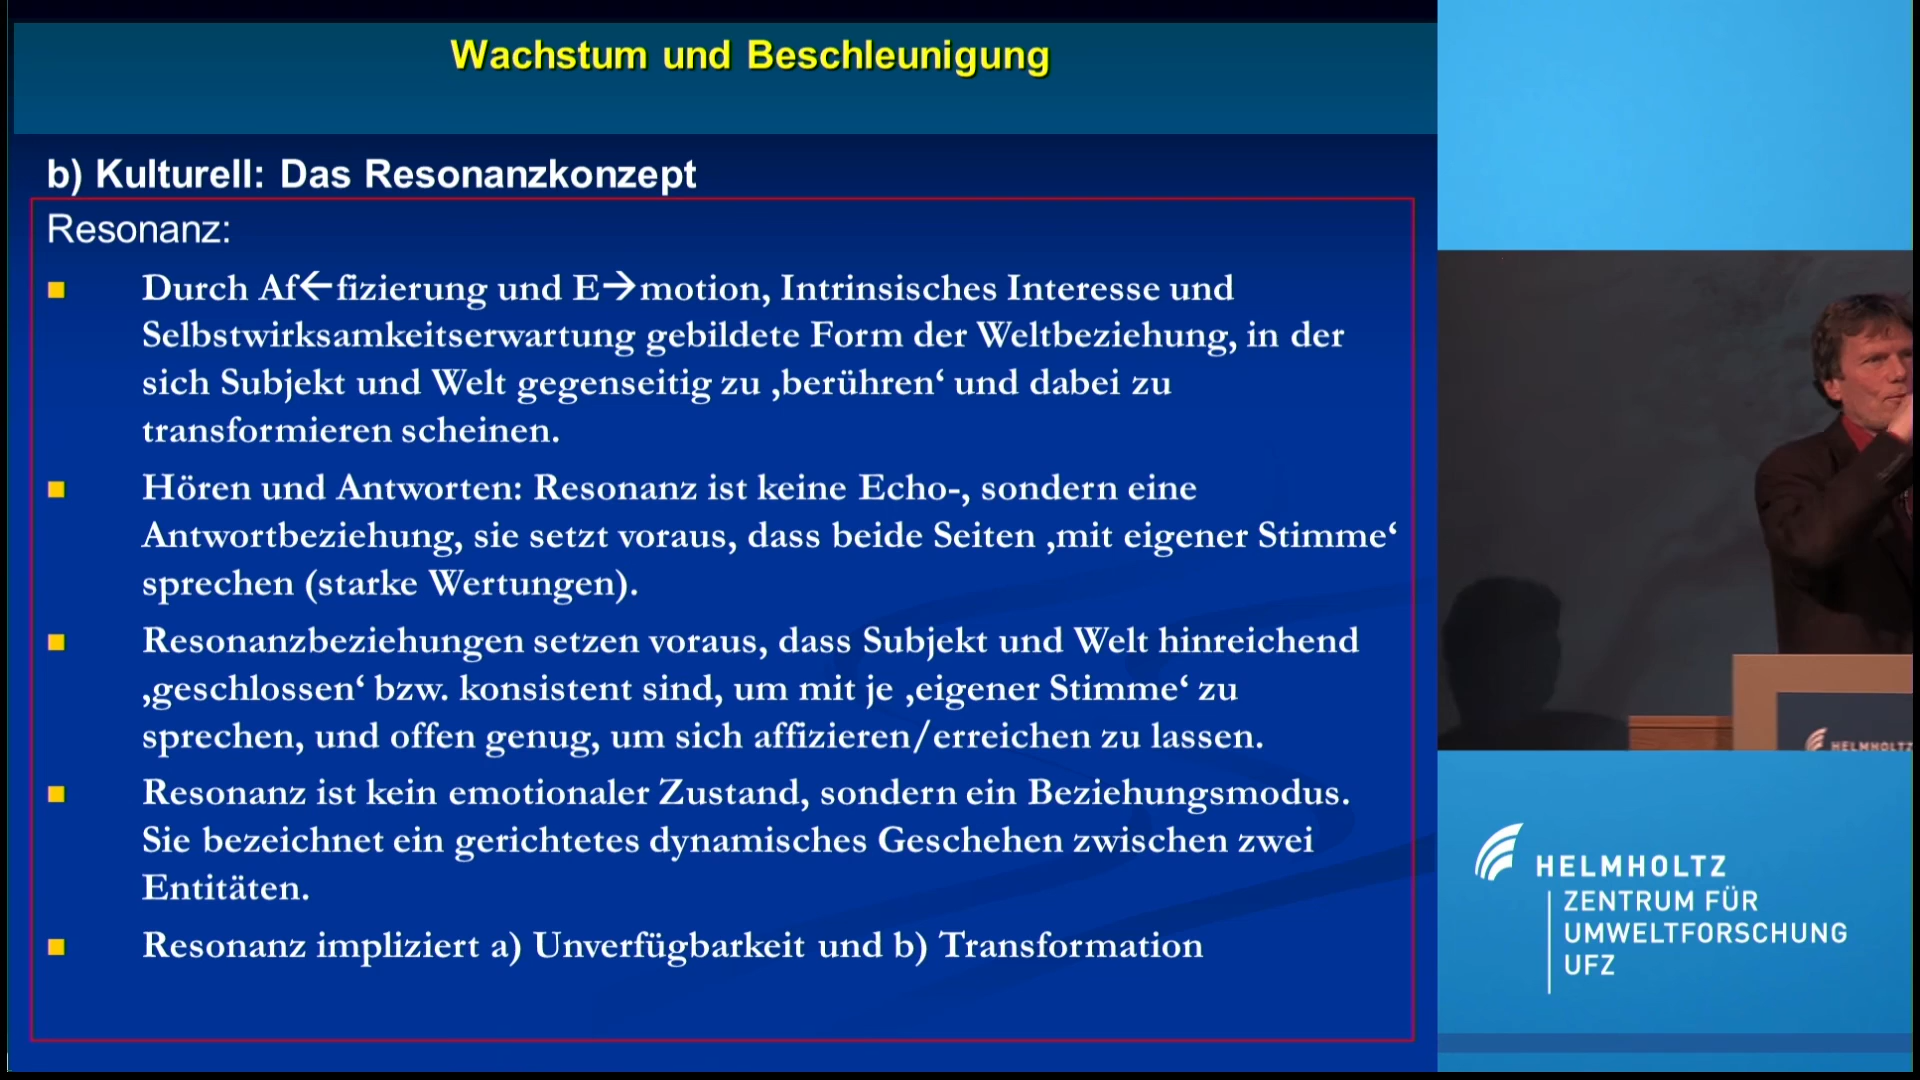 Wachstum und Beschleunigung
b) Kulturell: Das Resonanzkonzept
Resonanz:
Durch Af←fizierung und E→motion, Intrinsisches Interesse und
Selbstwirksamkeitserwartung gebildete Form der Weltbeziehung, in der
sich Subjekt und Welt gegenseitig zu ‚berühren‘ und dabei zu
transformieren scheinen.
Hören und Antworten: Resonanz ist keine Echo-, sondern eine
Antwortbeziehung, sie setzt voraus, dass beide Seiten ‚mit eigener Stimme‘
sprechen (starke Wertungen).
Resonanzbeziehungen setzen voraus, dass Subjekt und Welt hinreichend
‚geschlossen‘ bzw. konsistent sind, um mit je ‚eigener Stimme‘ zu
sprechen, und offen genug, um sich affizieren/erreichen zu lassen.
Resonanz ist kein emotionaler Zustand, sondern ein Beziehungsmodus.
Sie bezeichnet ein gerichtetes dynamisches Geschehen zwischen zwei
Entitäten.
Resonanz impliziert a) Unverfügbarkeit und b) Transformation
HELMHOLTZ
HELMHOLTZ
ZENTRUM FÜR
UMWELTFORSCHUNG
UFZ